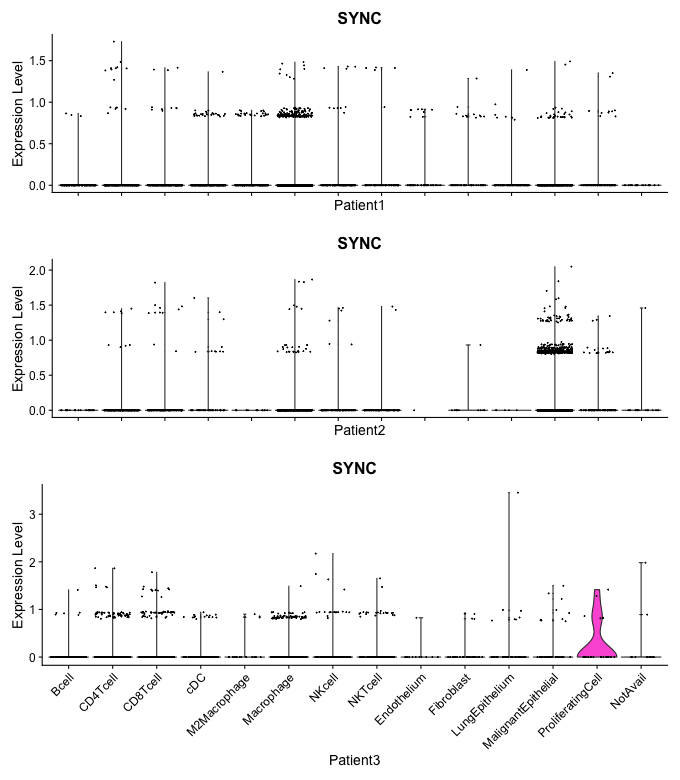 SYNC
Expression Level
1.5
1.0
0.5
0.0
Patient1
SYNC
Expression Level
2.0
1.5
1.0
0.5
0.0
Patient2
SYNC
Expression Level
3
2
1
0
Bcell
CD4Tcell
CD8Tcell
cDC
M2Macrophage
Macrophage
NKcell
NKTcell
Endothelium
Fibroblast
LungEpithelium
MalignantEpithelial
ProliferatingCell
NotAvail
Patient3